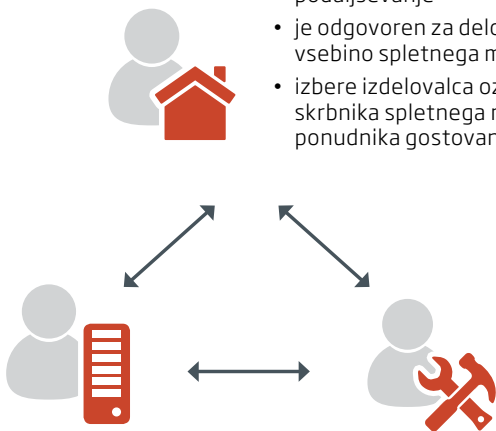 • je odgovoren za delo
vsebino spletnega m
• izbere izdelovalca oz
skrbnika spletnega
ponudnika gostovan